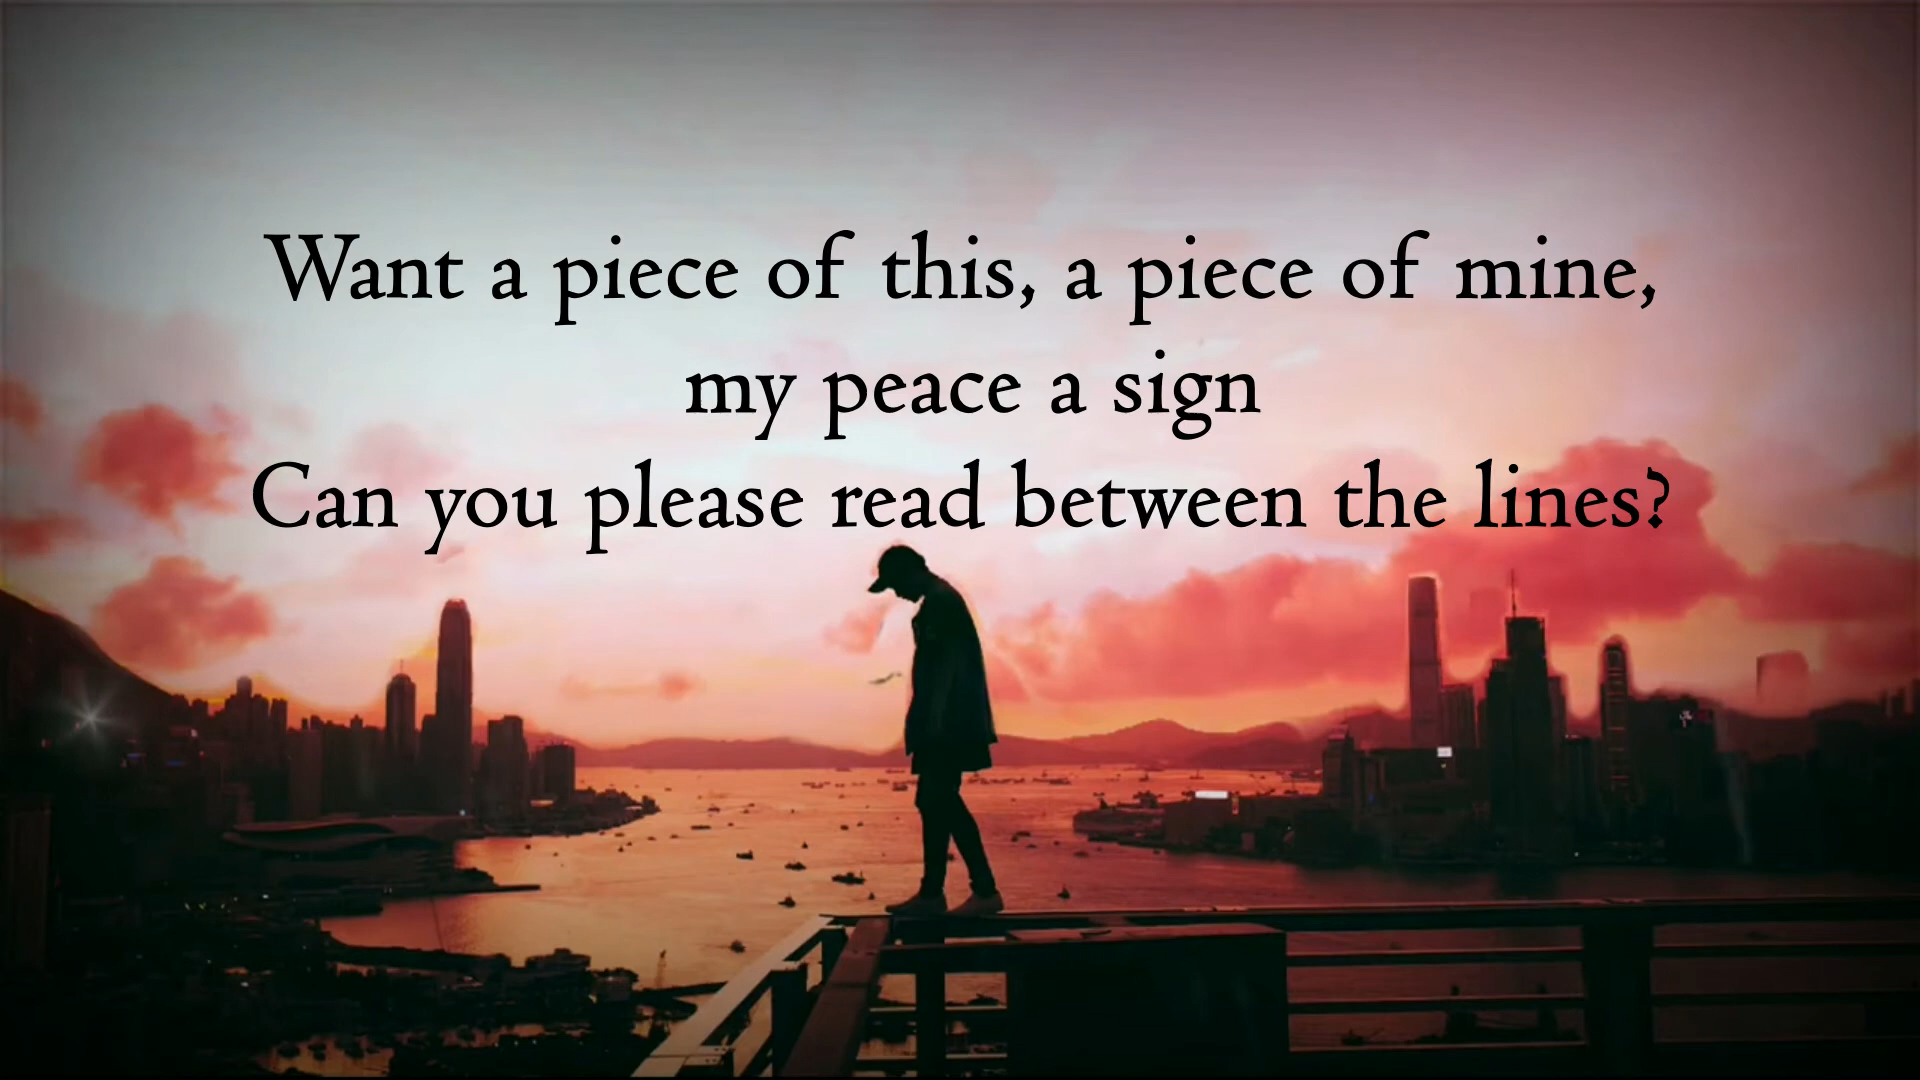 Want a piece of this, a piece of mine,
my peace a sign
Can you please read between the lines?